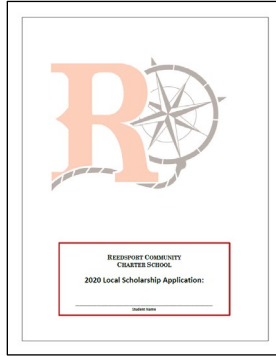 R
REEDSPORT COMMUNITY
CHARTER SCHOOL
2020 Local Scholarship Application:
Student Name